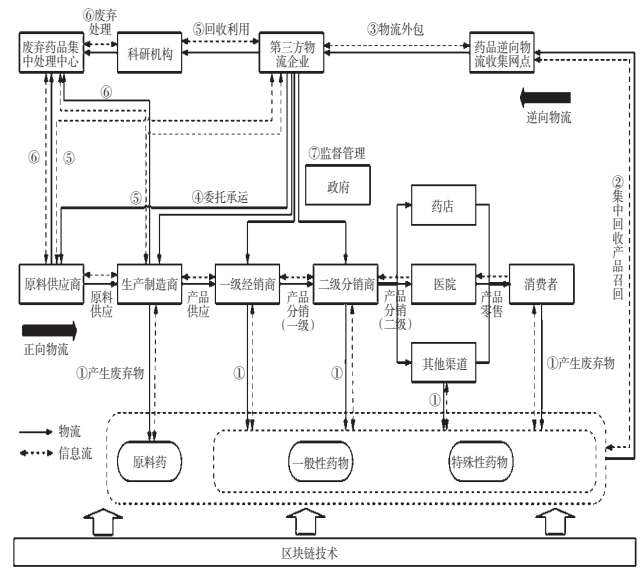 ⑥废弃
处理
⑤回收利用
③物流外包
废弃药品集
中处理中心
科研机构
第三方物
流企业
药品逆向物
流收集网点
⑥
逆向物流
⑥
⑤
⑤
④委托承运
⑦监督管理
政府
②集中回收产品召回
药店
原料供应商
生产制造商
一级经销商
二级分销商
医院
消费者
原料
供应
产品
供应
产品
分销
(一级)
产品
分销
(二级)
产品
零售
正向物流
其他渠道
①产生废弃物
①
①
①
①产生废弃物
物流
信息流
原料药
一般性药物
特殊性药物
区块链技术